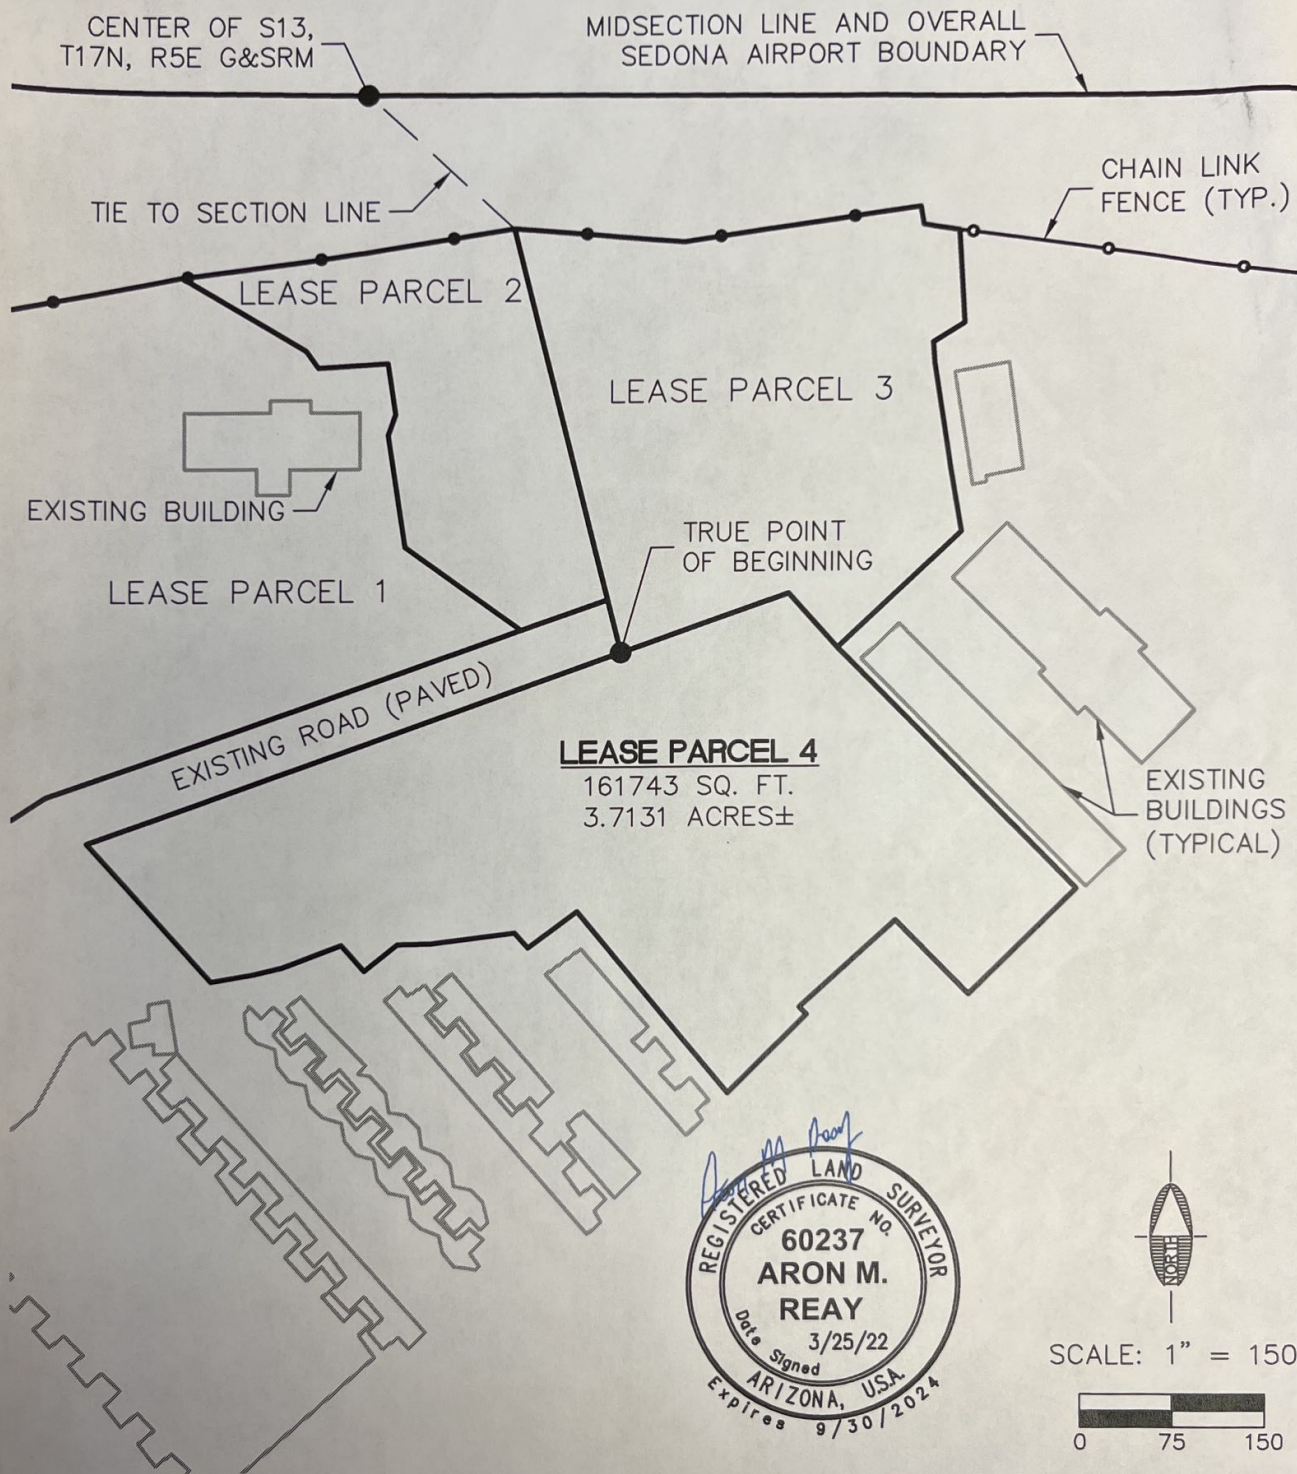 CENTER OF S13,
T17N, R5E G&SRM
MIDSECTION LINE AND OVERALL
SEDONA AIRPORT BOUNDARY
TIE TO SECTION LINE
CHAIN LINK
FENCE (TYP.)
LEASE PARCEL 2
LEASE PARCEL 3
EXISTING BUILDING
TRUE POINT
OF BEGINNING
LEASE PARCEL 1
EXISTING ROAD (PAVED)
LEASE PARCEL 4
161743 SQ. FT.
3.7131 ACRES±
EXISTING
BUILDINGS
(TYPICAL)
REGISTERED LAND SURVEYOR
CERTIFICATE NO.
60237
ARON M.
REAY
3/25/22
Date Signed
ARIZONA, U.S.A.
Expires 9/30/2024
NORTH
SCALE: 1" = 150
0 75 150